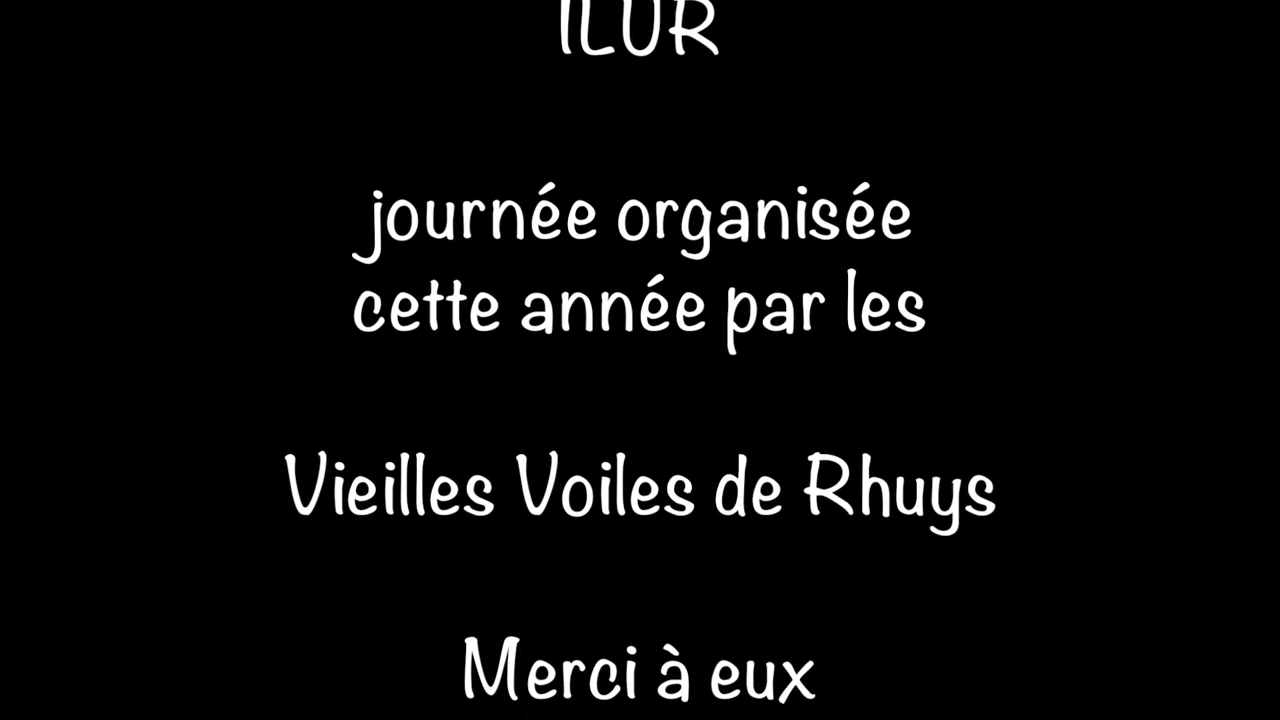 ILUR
journée organisée
cette année par les
Vieilles Voiles de Rhuys
Merci à eux